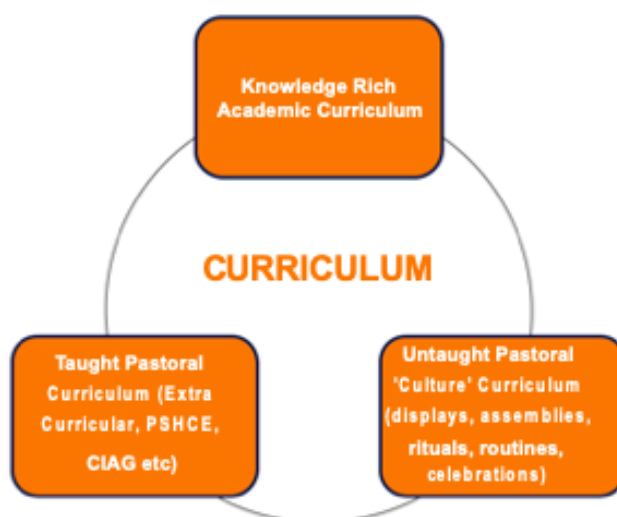 Knowledge Rich
Academic Curriculum
CURRICULUM
Taught Pastoral
Curriculum (Extra
Curricular, PSHCE,
CIAG etc)
Untaught Pastoral
'Culture' Curriculum
(displays, assemblies,
rituals, routines,
celebrations)